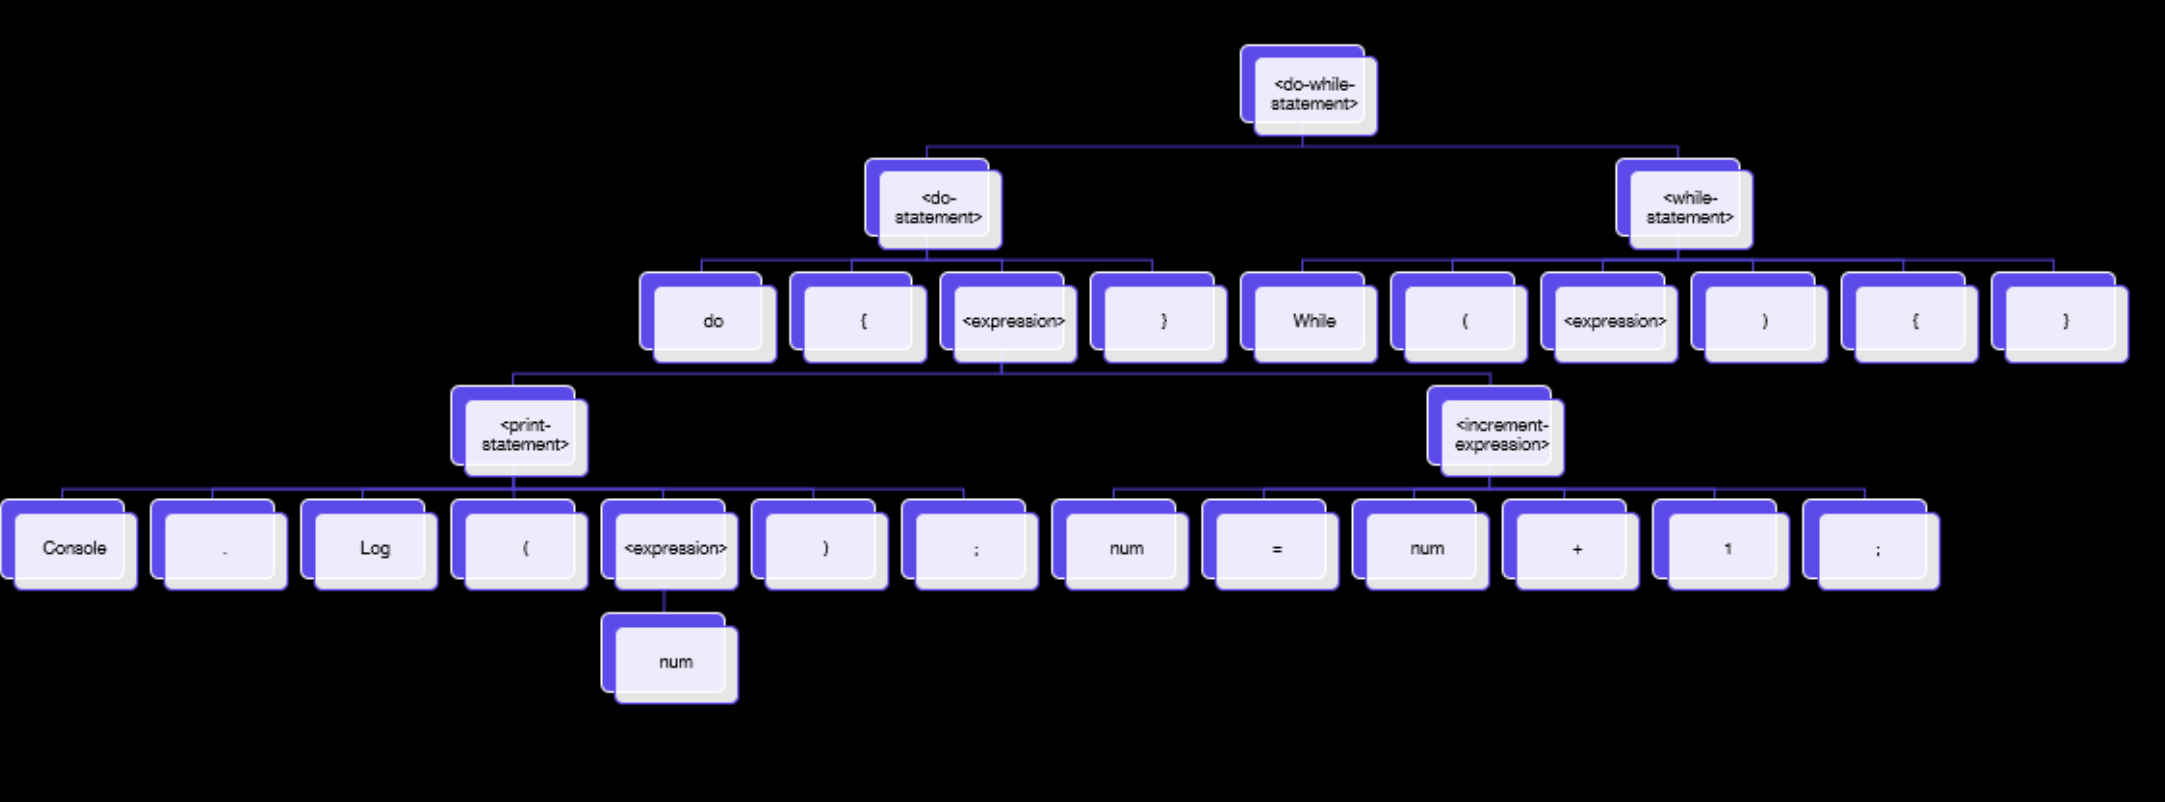 <do-while-
statement>
<do-
statement>
<while-
statement>
do
{
<expression>
}
While
(
<expression>
)
{
}
<print-
statement>
<increment-
expression>
Console
.
Log
(
<expression>
)
;
num
=
num
+
1
;
num